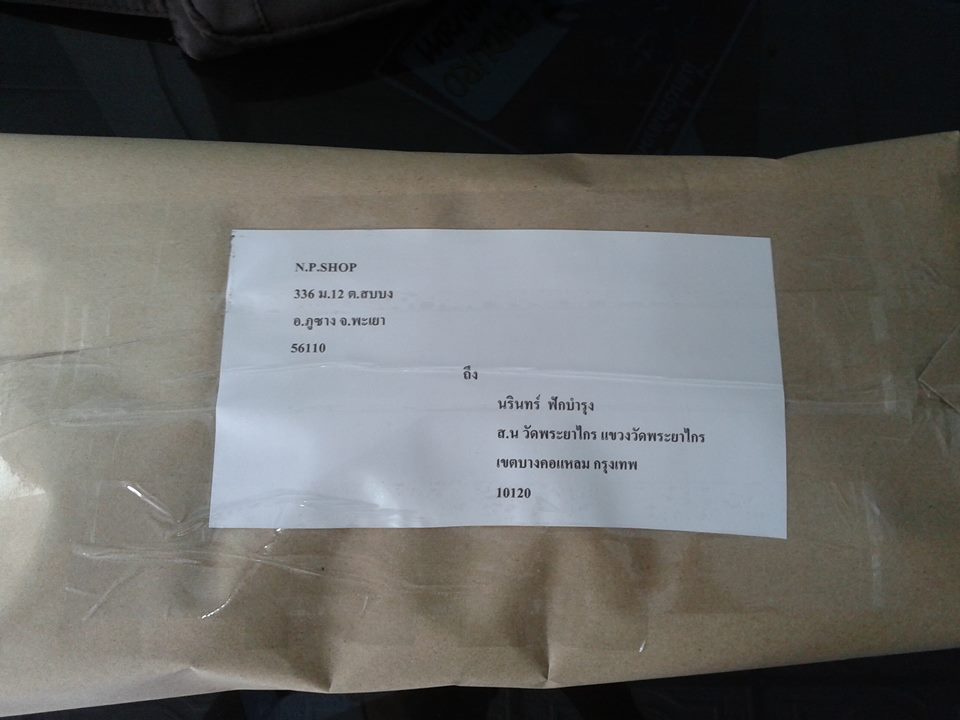 N.P.SHOP
336 ม.12 ต.สบบง
อ.ภูซาง จ.พะเยา
56110
ถึง
นรินทร์ ฟักบำรุง
ส.น วัดพระยาไกร แขวงวัดพระยาไกร
เขตบางคอแหลม กรุงเทพ
10120